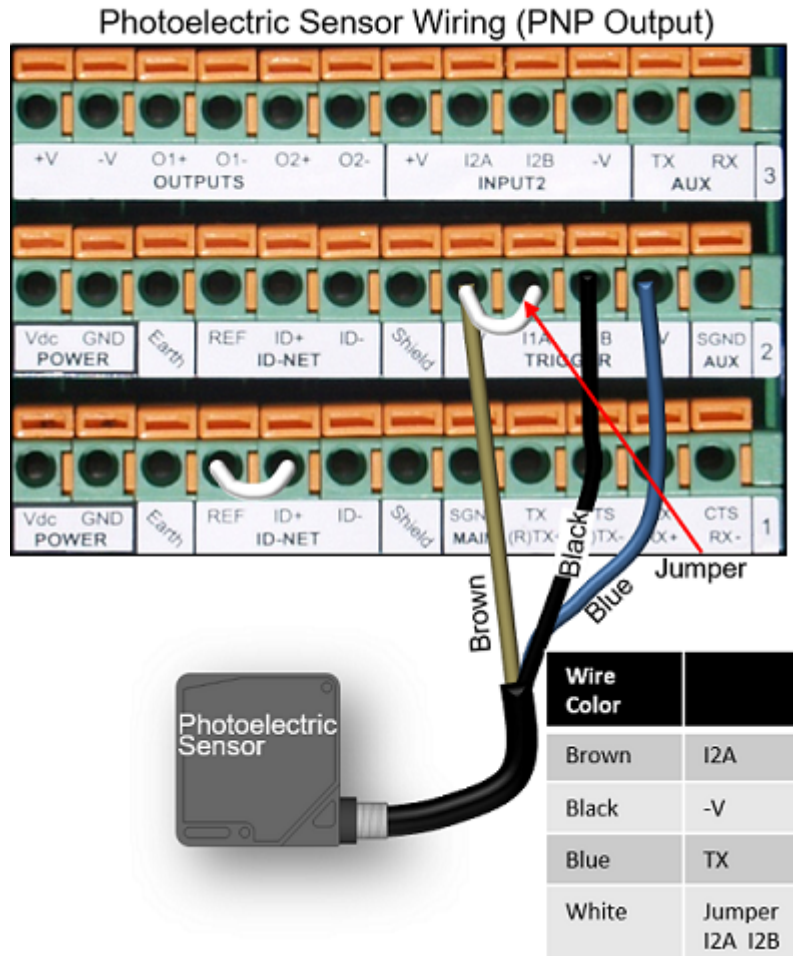 Photoelectric Sensor Wiring (PNP Output)
+V -V O1+ O1- O2+ O2- +V I2A I2B -V TX RX
OUTPUTS INPUT2 AUX 3
Vdc GND Earth REF ID+ ID- Shield I1A B V SGND
POWER ID-NET TRIGGER AUX 2
Vdc GND Earth REF ID+ ID- Shield SGN TX TS X CTS
POWER ID-NET MAIN (R)TX+ )TX- RX+ RX- 1
Black
Jumper
Brown
Blue
Wire
Color
Photoelectric
Sensor
Brown I2A
Black -V
Blue TX
White Jumper
I2A I2B